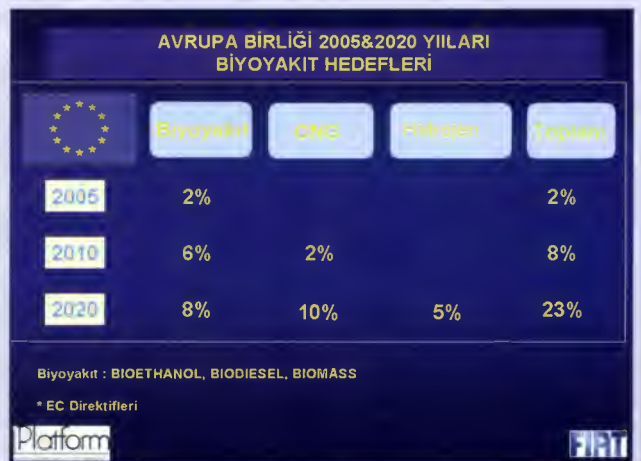 AVRUPA BİRLİĞİ 2005&2020 YIILARI
BİYOYAKIT HEDEFLERİ
Biyoyakıt CNG Hidrojen Toplam
2005 2% 2%
2010 6% 2% 8%
2020 8% 10% 5% 23%
Biyoyakıt : BIOETHANOL, BIODIESEL, BIOMASS
* EC Direktifleri
Platform FIAT